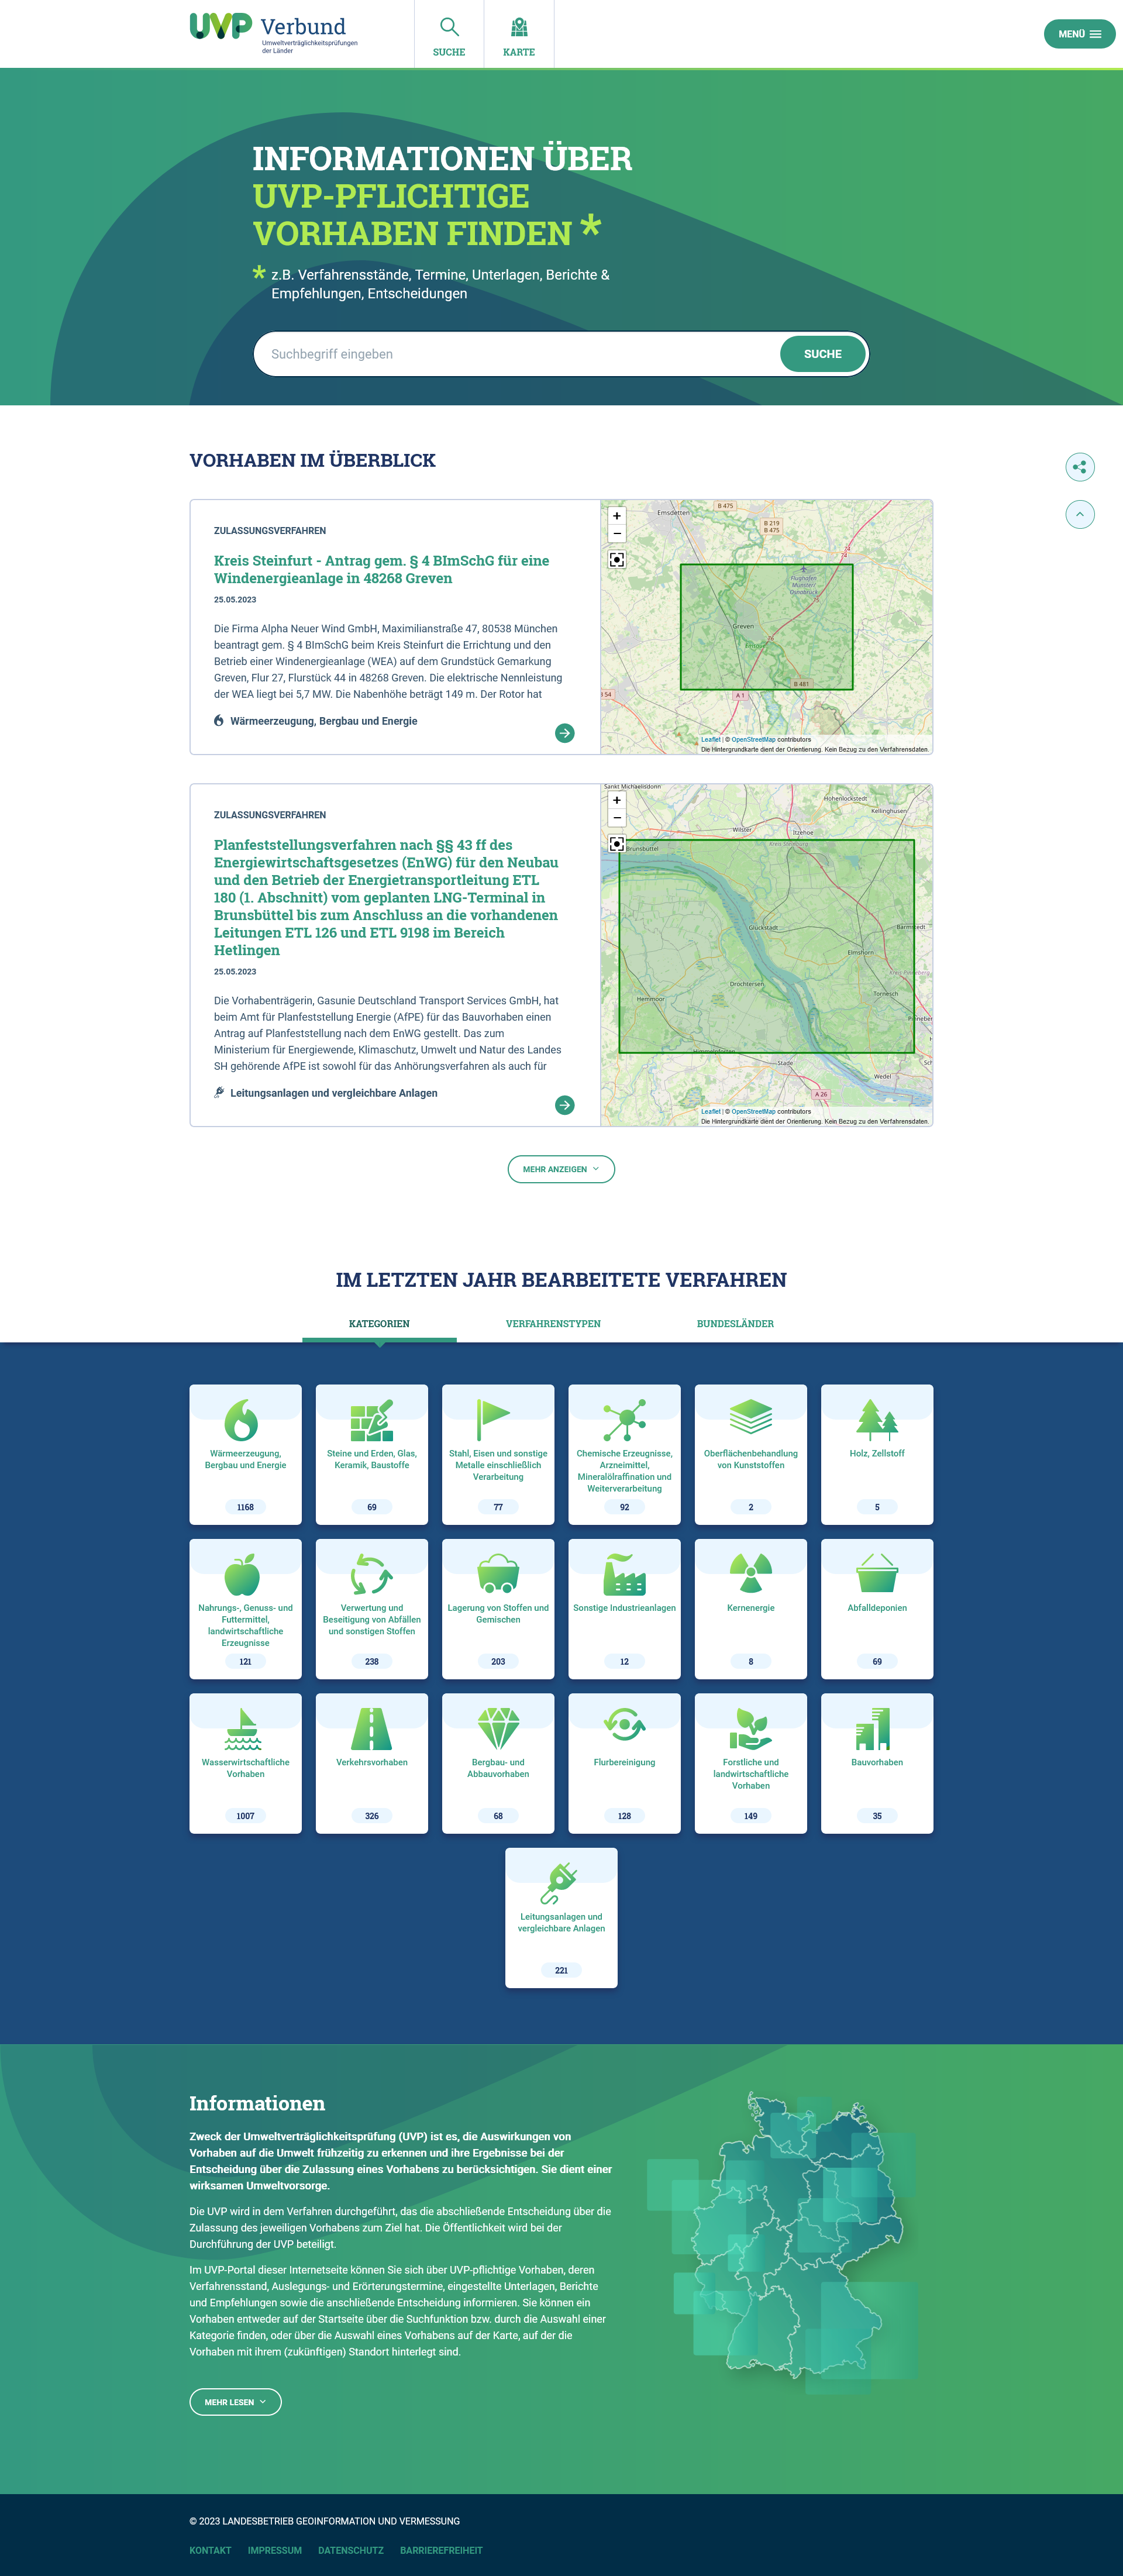 UVP Verbund
Umweltverträglichkeitsprüfungen
der Länder
SUCHE
KARTE
MENÜ
INFORMATIONEN ÜBER
UVP-PFLICHTIGE
VORHABEN FINDEN *
* z.B. Verfahrensstände, Termine, Unterlagen, Berichte &
Empfehlungen, Entscheidungen
Suchbegriff eingeben
SUCHE
VORHABEN IM ÜBERBLICK
ZULASSUNGSVERFAHREN
Kreis Steinfurt - Antrag gem. § 4 BImSchG für eine
Windenergieanlage in 48268 Greven
25.05.2023
Die Firma Alpha Neuer Wind GmbH, Maximilianstraße 47, 80538 München
beantragt gem. § 4 BImSchG beim Kreis Steinfurt die Errichtung und den
Betrieb einer Windenergieanlage (WEA) auf dem Grundstück Gemarkung
Greven, Flur 27, Flurstück 44 in 48268 Greven. Die elektrische Nennleistung
der WEA liegt bei 5,7 MW. Die Nabenhöhe beträgt 149 m. Der Rotor hat
Wärmeerzeugung, Bergbau und Energie
+
−
Emsdetten
B 475
B 219
B 475
74
74
Flughafen
Münster/
Osnabrück
75
Greven
76
Emsaue
B 481
A 1
B 54
Leaflet | © OpenStreetMap contributors
Die Hintergrundkarte dient der Orientierung. Kein Bezug zu den Verfahrensdaten.
ZULASSUNGSVERFAHREN
Planfeststellungsverfahren nach §§ 43 ff des
Energiewirtschaftsgesetzes (EnWG) für den Neubau
und den Betrieb der Energietransportleitung ETL
180 (1. Abschnitt) vom geplanten LNG-Terminal in
Brunsbüttel bis zum Anschluss an die vorhandenen
Leitungen ETL 126 und ETL 9198 im Bereich
Hetlingen
25.05.2023
Die Vorhabenträgerin, Gasunie Deutschland Transport Services GmbH, hat
beim Amt für Planfeststellung Energie (AfPE) für das Bauvorhaben einen
Antrag auf Planfeststellung nach dem EnWG gestellt. Das zum
Ministerium für Energiewende, Klimaschutz, Umwelt und Natur des Landes
SH gehörende AfPE ist sowohl für das Anhörungsverfahren als auch für
Leitungsanlagen und vergleichbare Anlagen
+
−
Sankt Michaelisdonn
Hohenlockstedt
Kellinghusen
Wilster
Itzehoe
Kreis Steinburg
Brunsbüttel
Glückstadt
Barmstedt
Elmshorn
Kreis Pinneberg
Drochtersen
Tornesch
Hemmoor
Pinneberg
Himmelpforten
Stade
Wedel
A 26
Leaflet | © OpenStreetMap contributors
Die Hintergrundkarte dient der Orientierung. Kein Bezug zu den Verfahrensdaten.
MEHR ANZEIGEN
IM LETZTEN JAHR BEARBEITETE VERFAHREN
KATEGORIEN
VERFAHRENSTYPEN
BUNDESLÄNDER
Wärmeerzeugung,
Bergbau und Energie
1168
Steine und Erden, Glas,
Keramik, Baustoffe
69
Stahl, Eisen und sonstige
Metalle einschließlich
Verarbeitung
77
Chemische Erzeugnisse,
Arzneimittel,
Mineralölraffination und
Weiterverarbeitung
92
Oberflächenbehandlung
von Kunststoffen
2
Holz, Zellstoff
5
Nahrungs-, Genuss- und
Futtermittel,
landwirtschaftliche
Erzeugnisse
121
Verwertung und
Beseitigung von Abfällen
und sonstigen Stoffen
238
Lagerung von Stoffen und
Gemischen
203
Sonstige Industrieanlagen
12
Kernenergie
8
Abfalldeponien
69
Wasserwirtschaftliche
Vorhaben
1007
Verkehrsvorhaben
326
Bergbau- und
Abbauvorhaben
68
Flurbereinigung
128
Forstliche und
landwirtschaftliche
Vorhaben
149
Bauvorhaben
35
Leitungsanlagen und
vergleichbare Anlagen
221
Informationen
Zweck der Umweltverträglichkeitsprüfung (UVP) ist es, die Auswirkungen von
Vorhaben auf die Umwelt frühzeitig zu erkennen und ihre Ergebnisse bei der
Entscheidung über die Zulassung eines Vorhabens zu berücksichtigen. Sie dient einer
wirksamen Umweltvorsorge.
Die UVP wird in dem Verfahren durchgeführt, das die abschließende Entscheidung über die
Zulassung des jeweiligen Vorhabens zum Ziel hat. Die Öffentlichkeit wird bei der
Durchführung der UVP beteiligt.
Im UVP-Portal dieser Internetseite können Sie sich über UVP-pflichtige Vorhaben, deren
Verfahrensstand, Auslegungs- und Erörterungstermine, eingestellte Unterlagen, Berichte
und Empfehlungen sowie die anschließende Entscheidung informieren. Sie können ein
Vorhaben entweder auf der Startseite über die Suchfunktion bzw. durch die Auswahl einer
Kategorie finden, oder über die Auswahl eines Vorhabens auf der Karte, auf der die
Vorhaben mit ihrem (zukünftigen) Standort hinterlegt sind.
MEHR LESEN
© 2023 LANDESBETRIEB GEOINFORMATION UND VERMESSUNG
KONTAKT
IMPRESSUM
DATENSCHUTZ
BARRIEREFREIHEIT